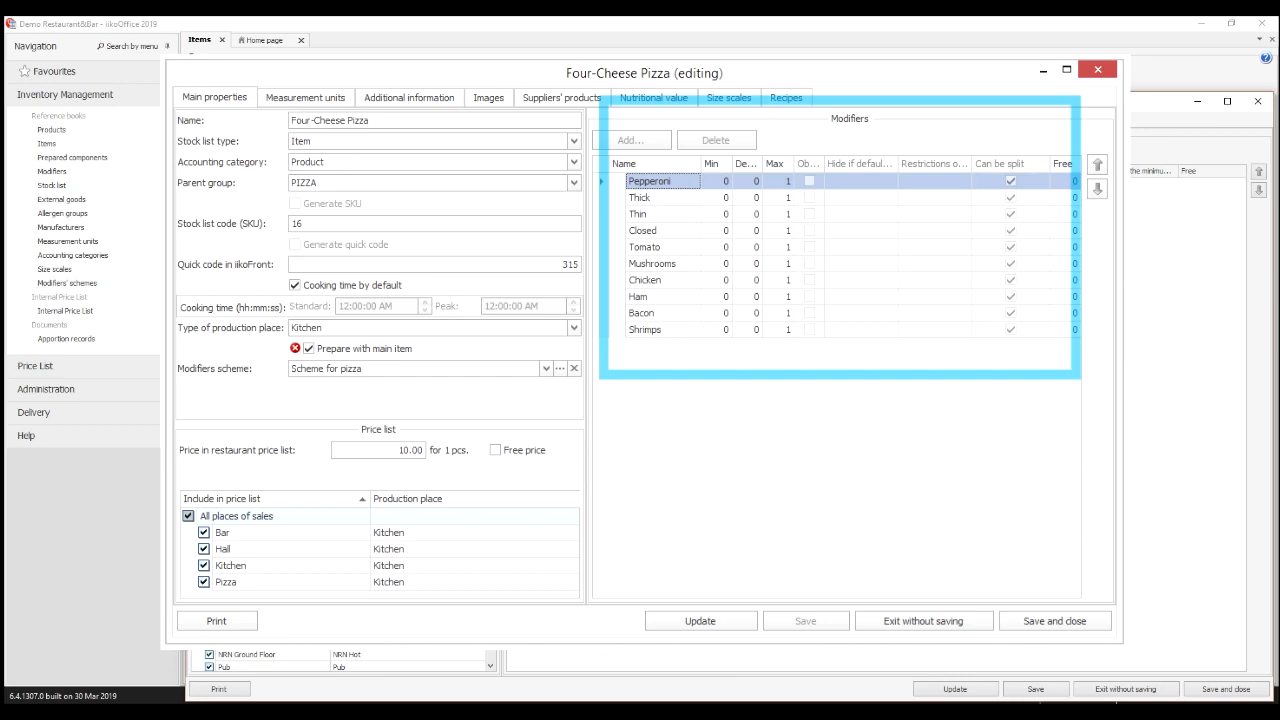 Demo Restaurant&Bar - iikoOffice 2019
Navigation
Search by menu
Items
Home page
Favourites
Inventory Management
Reference books
Products
Items
Prepared components
Modifiers
Stock list
External goods
Allergen groups
Manufacturers
Measurement units
Accounting categories
Size scales
Modifiers' schemes
Internal Price List
Internal Price List
Documents
Apportion records
Price List
Administration
Delivery
Help
6.4.1307.0 built on 30 Mar 2019
Four-Cheese Pizza (editing)
Main properties Measurement units Additional information Images Suppliers' products Nutritional value Size scales Recipes
Name: Four-Cheese Pizza
Stock list type: Item
Accounting category: Product
Parent group: PIZZA
Generate SKU
Stock list code (SKU): 16
Generate quick code
Quick code in iikoFront: 315
Cooking time by default
Cooking time (hh:mm:ss): Standard: 12:00:00 AM Peak: 12:00:00 AM
Type of production place: Kitchen
Prepare with main item
Modifiers scheme: Scheme for pizza
Price list
Price in restaurant price list: 10.00 for 1 pcs. Free price
Include in price list Production place
All places of sales
Bar Kitchen
Hall Kitchen
Kitchen Kitchen
Pizza Kitchen
Modifiers
Add... Delete
Name Min De... Max Ob... Hide if defaul... Restrictions o... Can be split Free
Pepperoni 0 0 1 0
Thick 0 0 1 0
Thin 0 0 1 0
Closed 0 0 1 0
Tomato 0 0 1 0
Mushrooms 0 0 1 0
Chicken 0 0 1 0
Ham 0 0 1 0
Bacon 0 0 1 0
Shrimps 0 0 1 0
Print Update Save Exit without saving Save and close
the minimu... Free
NRN Ground Floor NRN Hot
Pub Pub
Print Update Save Exit without saving Save and close